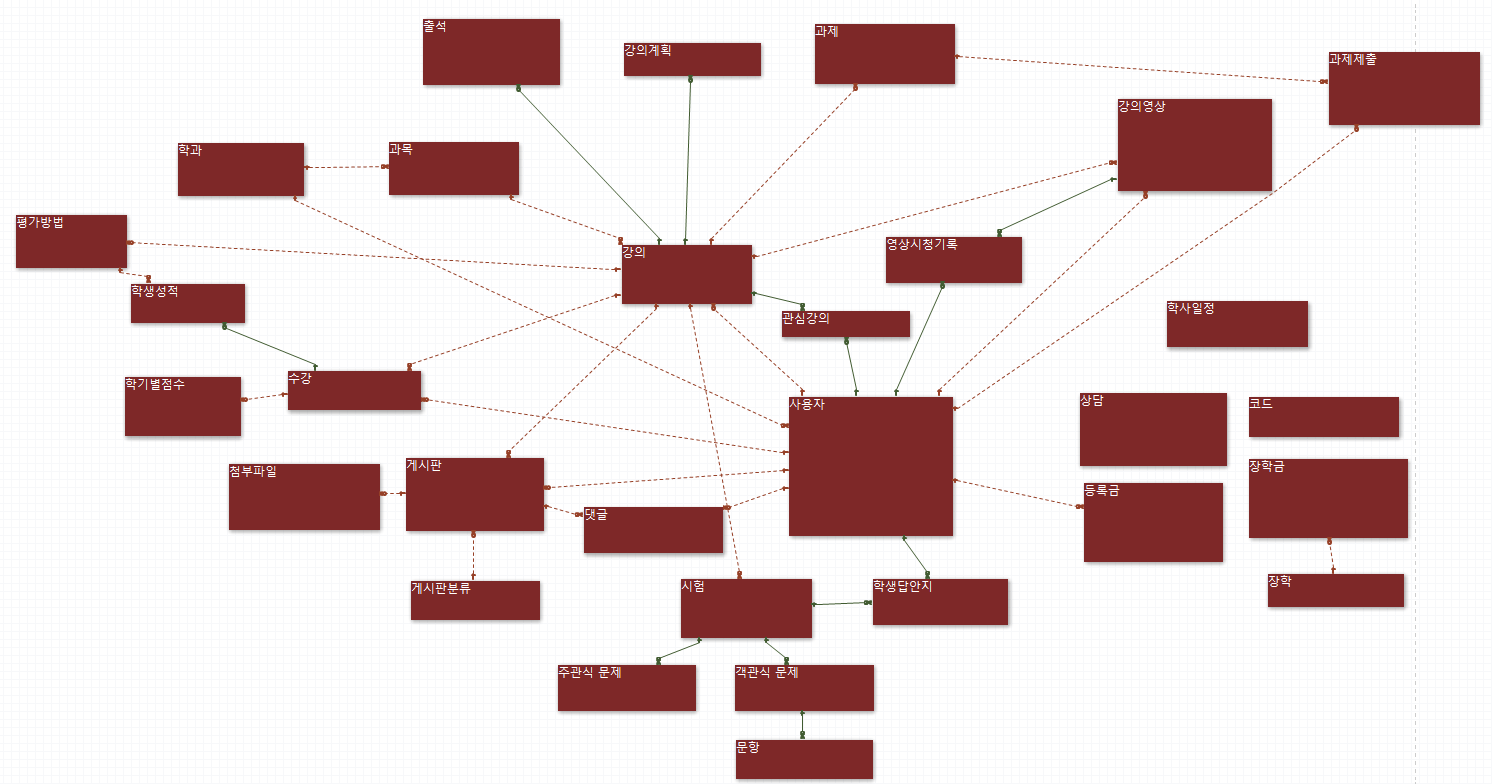 출석
강의계획
과제
과제제출
강의영상
학과
과목
평가방법
강의
영상시청기록
학생성적
관심강의
학사일정
수강
학기별점수
사용자
상담
코드
첨부파일
게시판
장학금
등록금
댓글
게시판분류
시험
학생답안지
장학
주관식 문제
객관식 문제
문항